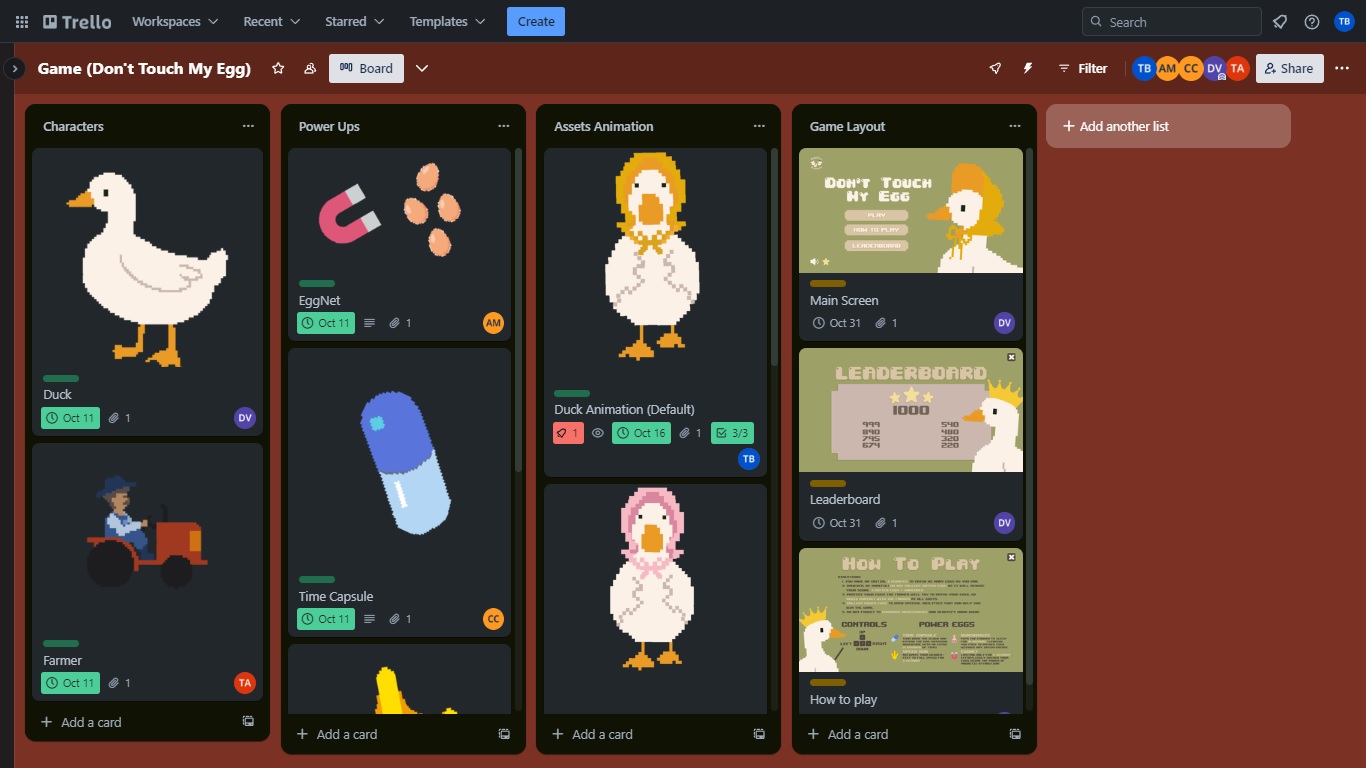 Trello
Workspaces
Recent
Starred
Templates
Create
Search
TB
Game (Don't Touch My Egg)
Board
Filter
TB
AM
CC
DV
TA
Share
Characters
Duck
Oct 11
1
DV
Farmer
Oct 11
1
TA
Add a card
Power Ups
EggNet
Oct 11
1
AM
Time Capsule
Oct 11
1
CC
Add a card
Assets Animation
Duck Animation (Default)
1
Oct 16
1
3/3
TB
Add a card
Game Layout
DON'T TOUCH
MY EGG
PLAY
HOW TO PLAY
LEADERBOARD
Main Screen
Oct 31
1
DV
LEADERBOARD
1000
999 540
890 480
795 320
674 220
Leaderboard
Oct 31
1
DV
HOW TO PLAY
CONTROLS
POWER EGGS
UP
LEFT
RIGHT
DOWN
How to play
Add a card
Add another list